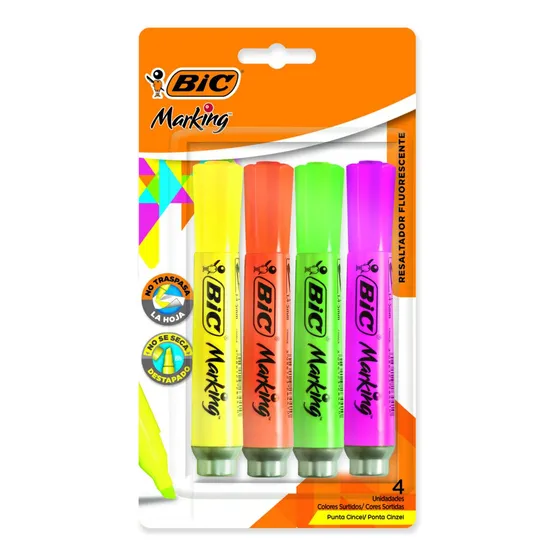 BIC
Marking
RESALTADOR FLUORESCENTE
NO TRASPASA
LA HOJA
NO SE SECA
DESTAPADO
BIC Marking
BIC Marking
BIC Marking
BIC Marking
4
Unidadades
Colores Surtidos/ Cores Sortidas
Punta Cincel/ Ponta Cinzel